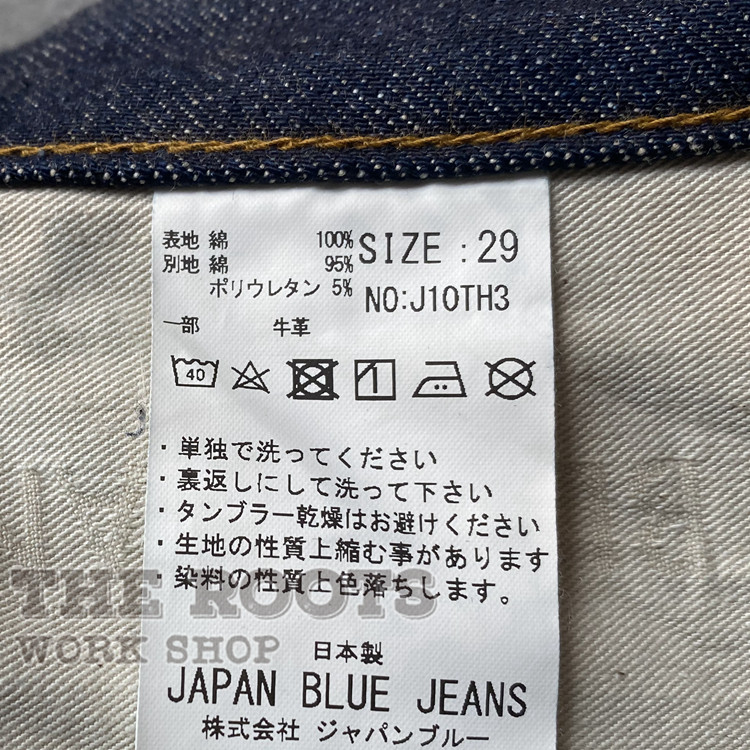 表地 綿 100% SIZE : 29
別地 綿 95%
ポリウレタン 5% NO:J10TH3
一部 牛革
40
1
・単独で洗ってください
・裏返しにして洗って下さい
・タンブラー乾燥はお避けください
・生地の性質上縮む事があります
・染料の性質上色落ちします。
THE ROOTS
WORK SHOP
日本製
JAPAN BLUE JEANS
株式会社 ジャパンブルー